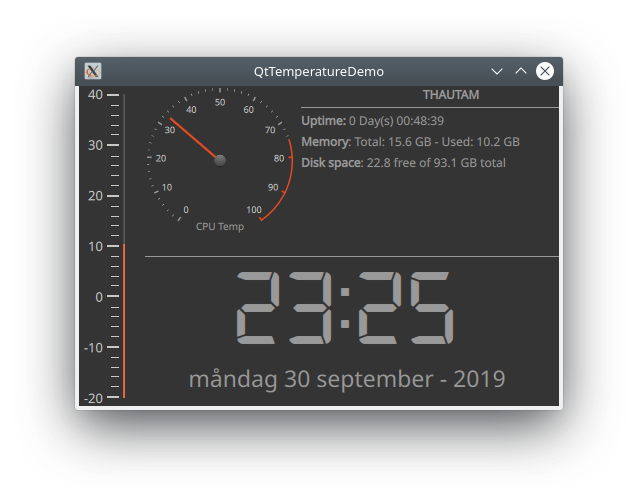 QtTemperatureDemo
40
30
20
10
0
-10
-20
0
10
20
30
40
50
60
70
80
90
100
CPU Temp
THAUTAM
Uptime: 0 Day(s) 00:48:39
Memory: Total: 15.6 GB - Used: 10.2 GB
Disk space: 22.8 free of 93.1 GB total
23:25
måndag 30 september - 2019